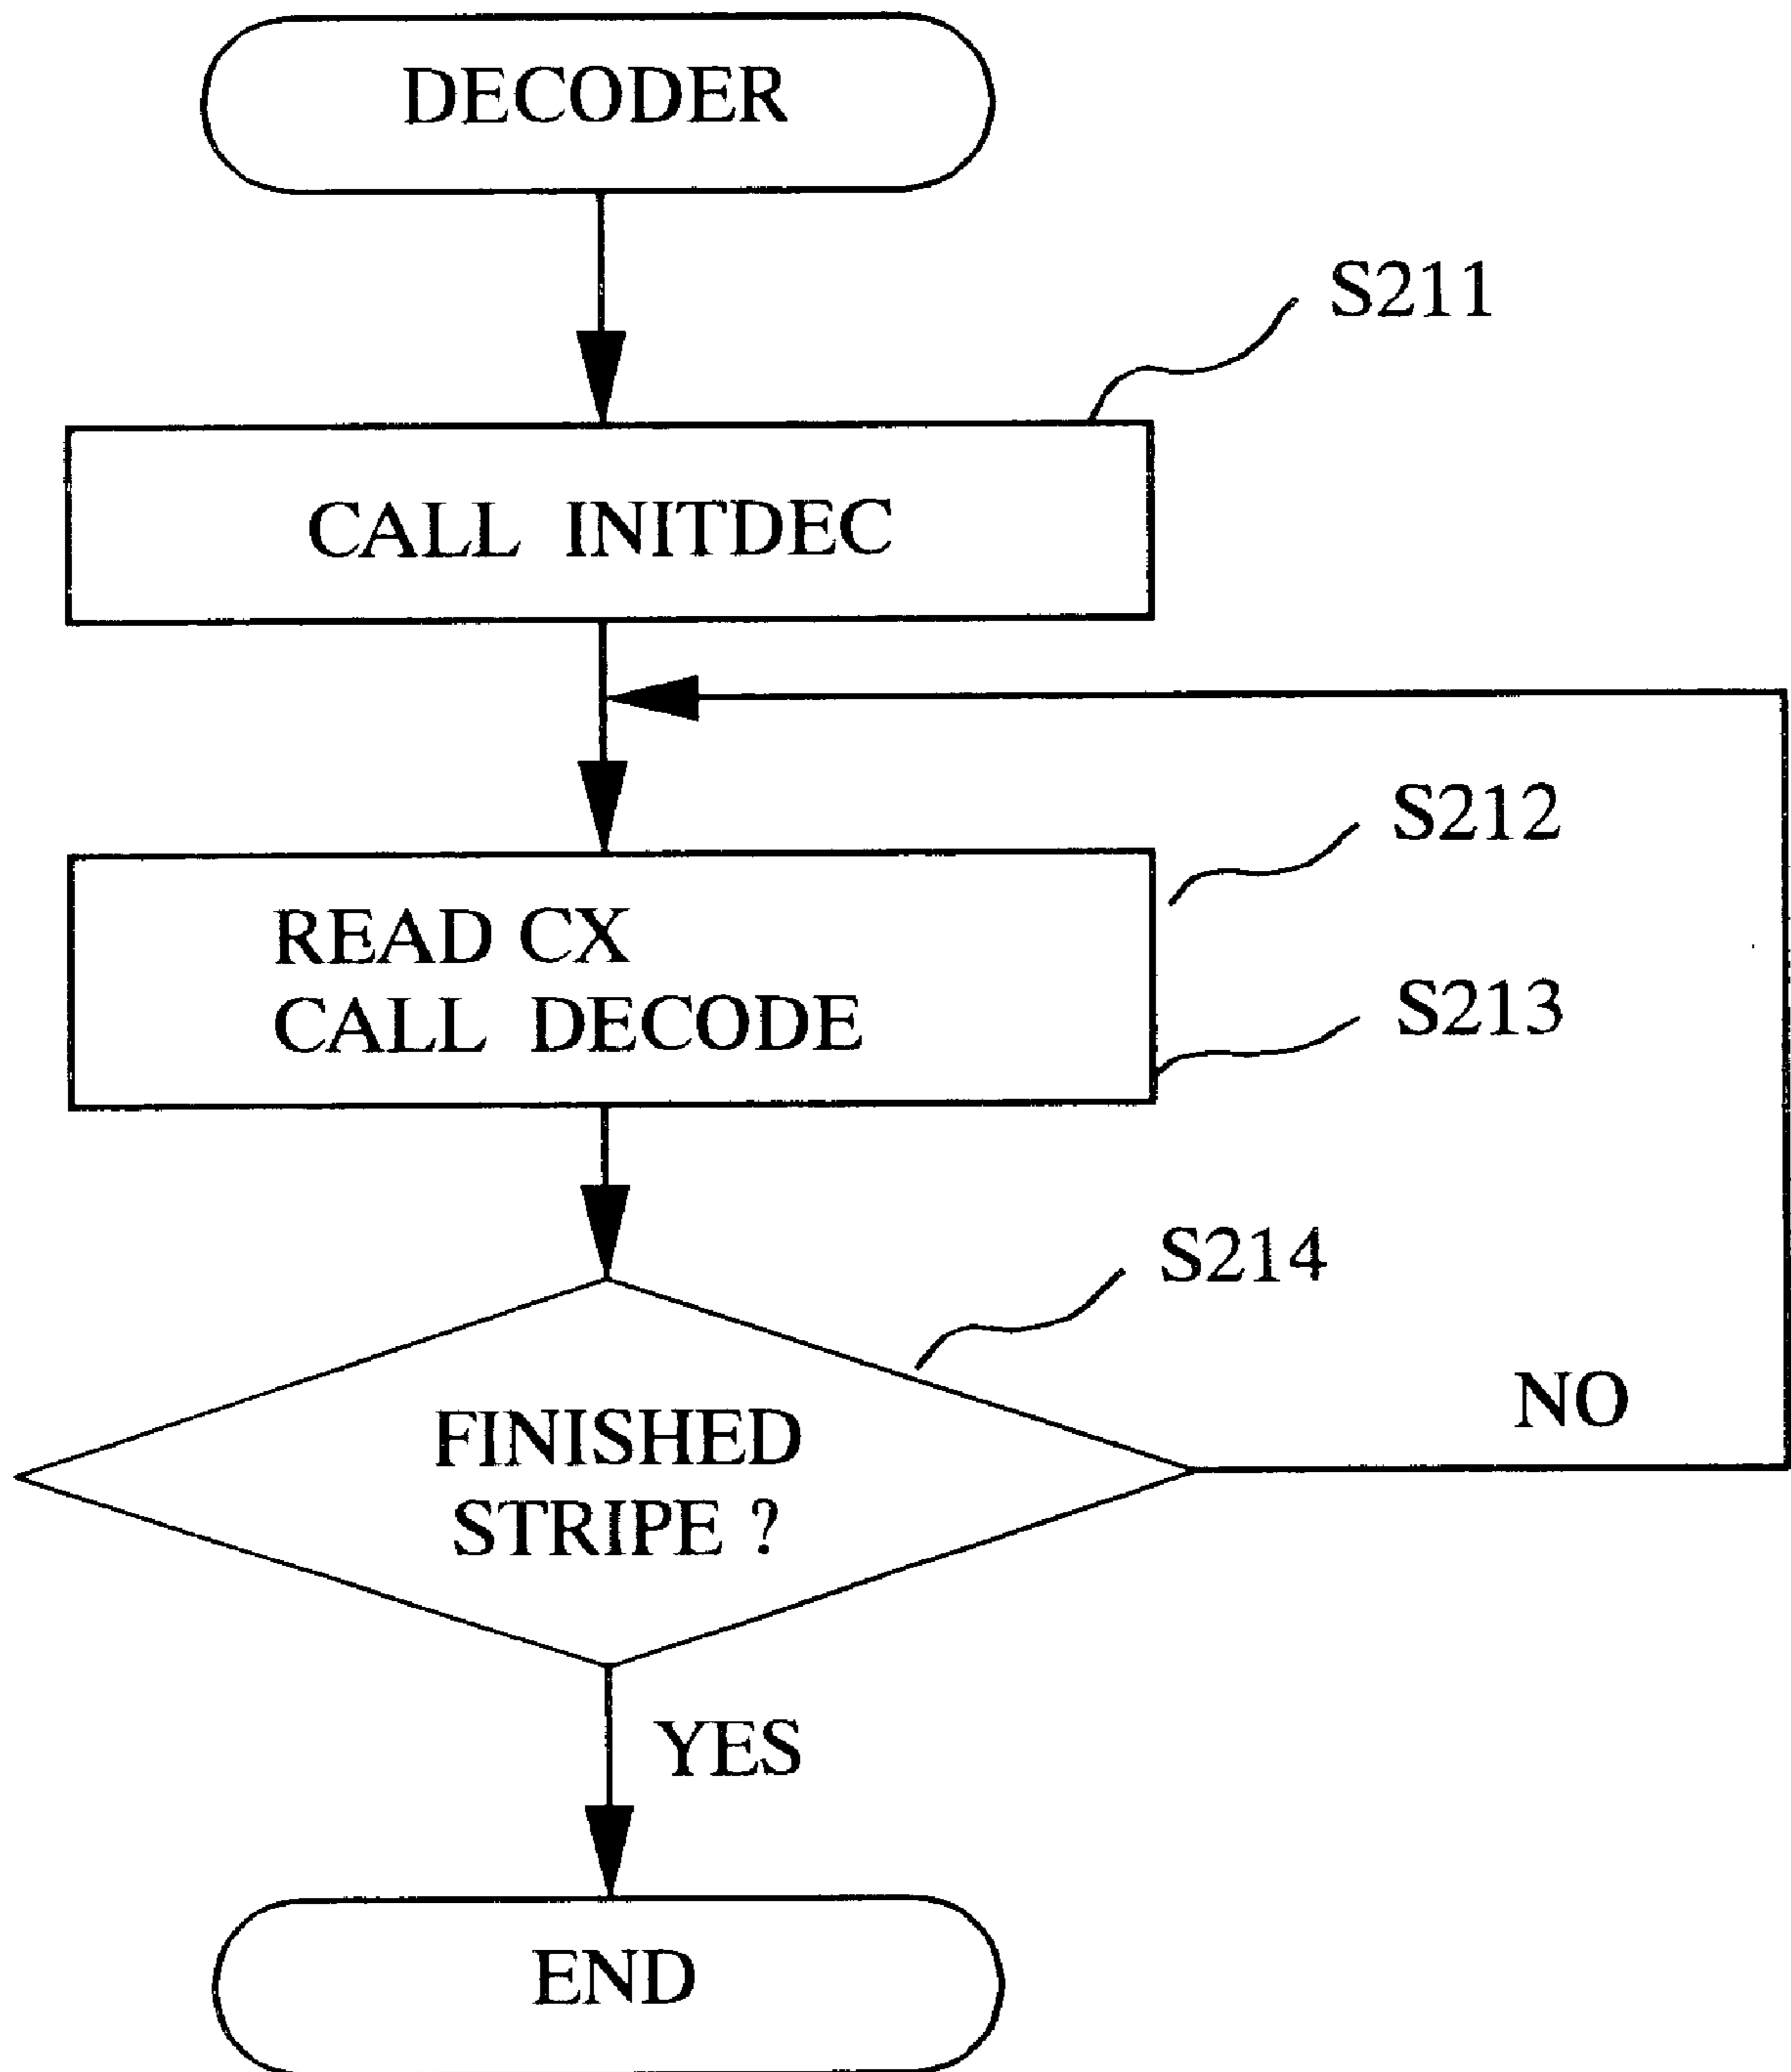 DECODER
S211
CALL INITDEC
S212
READ CX
CALL DECODE
S213
S214
FINISHED
STRIPE ?
NO
YES
END